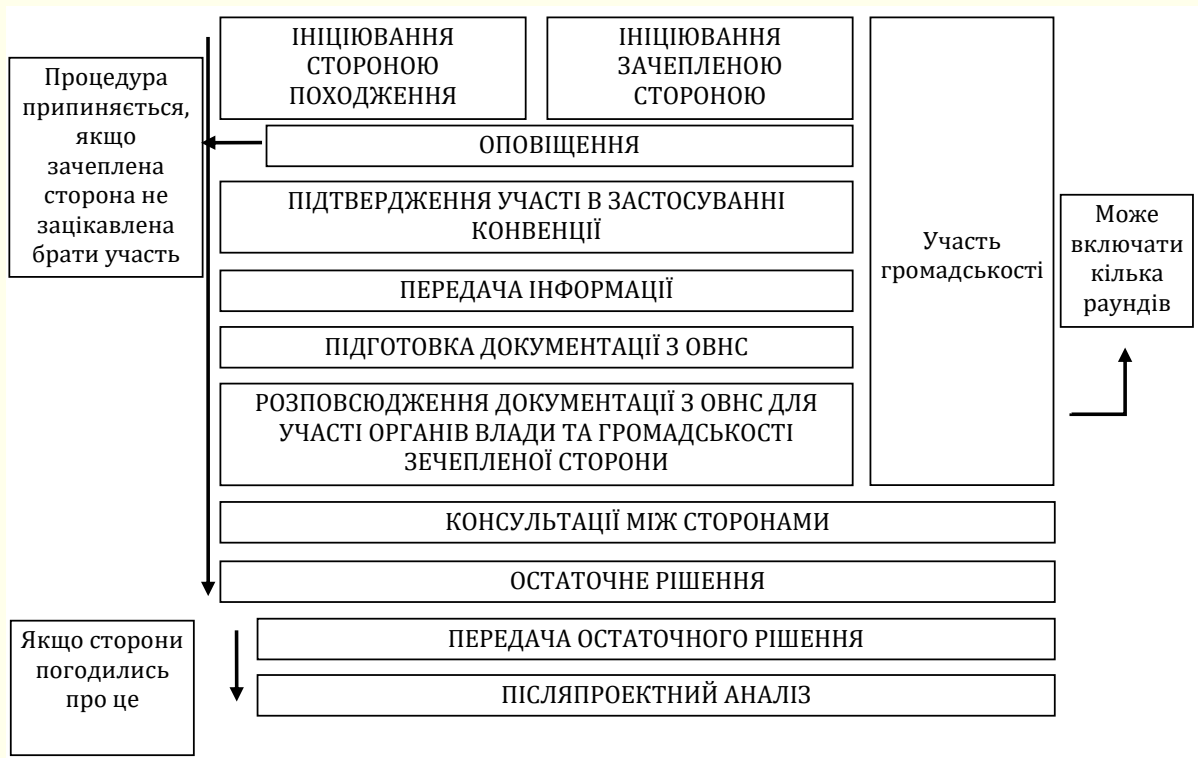 Процедура
припиняється,
якщо
зачеплена
сторона не
зацікавлена
брати участь
ІНІЦІЮВАННЯ
СТОРОНОЮ
ПОХОДЖЕННЯ
ІНІЦІЮВАННЯ
ЗАЧЕПЛЕНОЮ
СТОРОНОЮ
ОПОВІЩЕННЯ
ПІДТВЕРДЖЕННЯ УЧАСТІ В ЗАСТОСУВАННІ
КОНВЕНЦІЇ
ПЕРЕДАЧА ІНФОРМАЦІЇ
ПІДГОТОВКА ДОКУМЕНТАЦІЇ З ОВНС
РОЗПОВСЮДЖЕННЯ ДОКУМЕНТАЦІЇ З ОВНС ДЛЯ
УЧАСТІ ОРГАНІВ ВЛАДИ ТА ГРОМАДСЬКОСТІ
ЗЕЧЕПЛЕНОЇ СТОРОНИ
Участь
громадськості
Може
включати
кілька
раундів
КОНСУЛЬТАЦІЇ МІЖ СТОРОНАМИ
ОСТАТОЧНЕ РІШЕННЯ
Якщо сторони
погодились
про це
ПЕРЕДАЧА ОСТАТОЧНОГО РІШЕННЯ
ПІСЛЯПРОЕКТНИЙ АНАЛІЗ